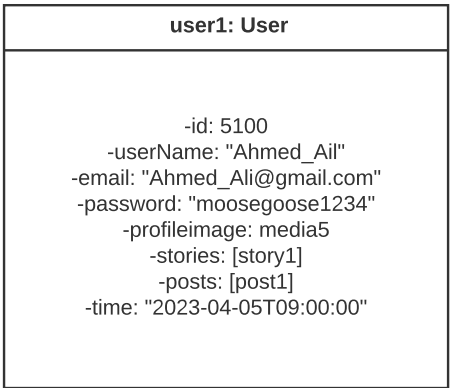 user1: User
-id: 5100
-userName: "Ahmed_Ail"
-email: "Ahmed_Ali@gmail.com"
-password: "moosegoose1234"
-profileimage: media5
-stories: [story1]
-posts: [post1]
-time: "2023-04-05T09:00:00"